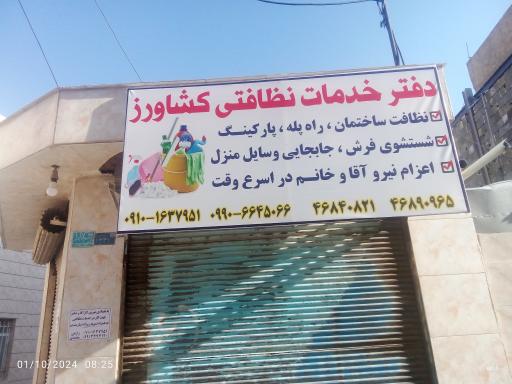 دفتر خدمات نظافتی کشاورز
نظافت ساختمان ، راه پله ، پارکینگ
شستشوی فرش ، جابجایی وسایل منزل
اعزام نیرو آقا و خانم در اسرع وقت
۰۹۱۰-۱۶۳۷۹۵۱ ۰۹۹۰-۶۶۴۵۰۶۶ ۴۶۸۴۰۸۲۱ ۴۶۸۹۰۹۶۵
01/10/2024 08:25